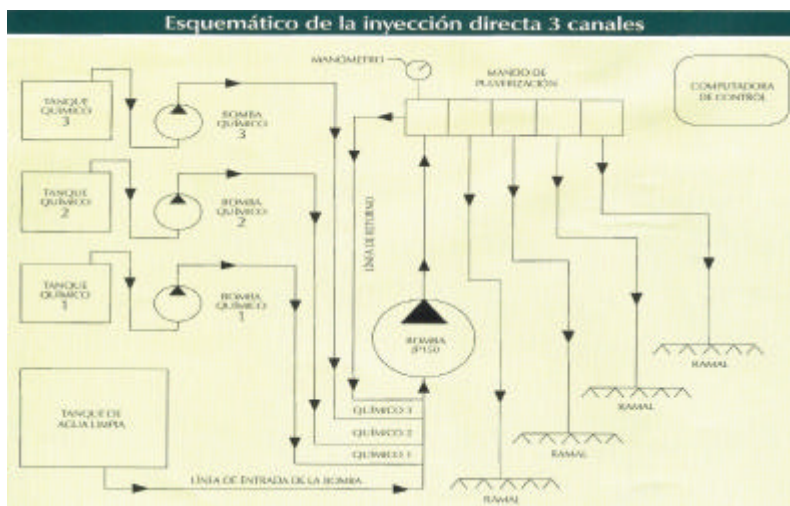 Esquemático de la inyección directa 3 canales
MANÓMETRO
MANDO DE
PULVERIZACIÓN
COMPUTADORA
DE CONTROL
TANQUE
QUÍMICO
3
BOMBA
QUÍMICO
3
TANQUE
QUÍMICO
2
BOMBA
QUÍMICO
2
LÍNEA DE RETORNO
TANQUE
QUÍMICO
1
BOMBA
QUÍMICO
1
BOMBA
JP150
RAMAL
RAMAL
RAMAL
RAMAL
TANQUE DE
AGUA LIMPIA
QUÍMICO 3
QUÍMICO 2
QUÍMICO 1
LÍNEA DE ENTRADA DE LA BOMBA